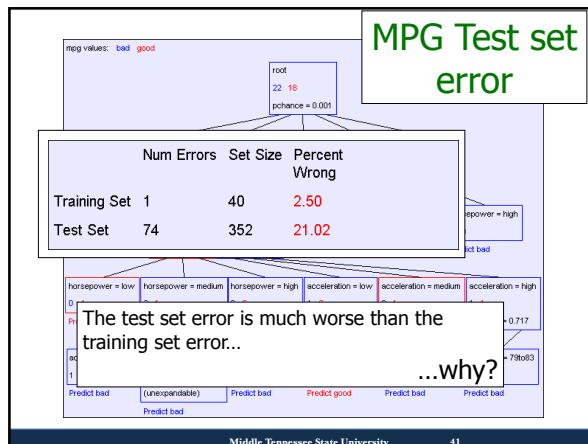 MPG Test set
error
mpg values: bad good
root
22 18
pchance = 0.001
Num Errors Set Size Percent
Wrong
Training Set 1 40 2.50
Test Set 74 352 21.02
epower = high
ct bad
horsepower = low horsepower = medium horsepower = high acceleration = low acceleration = medium acceleration = high
= 0.717
The test set error is much worse than the
training set error…
…why?
= 79to83
Predict bad (unexpandable) Predict bad Predict good Predict bad Predict bad
Predict bad
Middle Tennessee State University 41